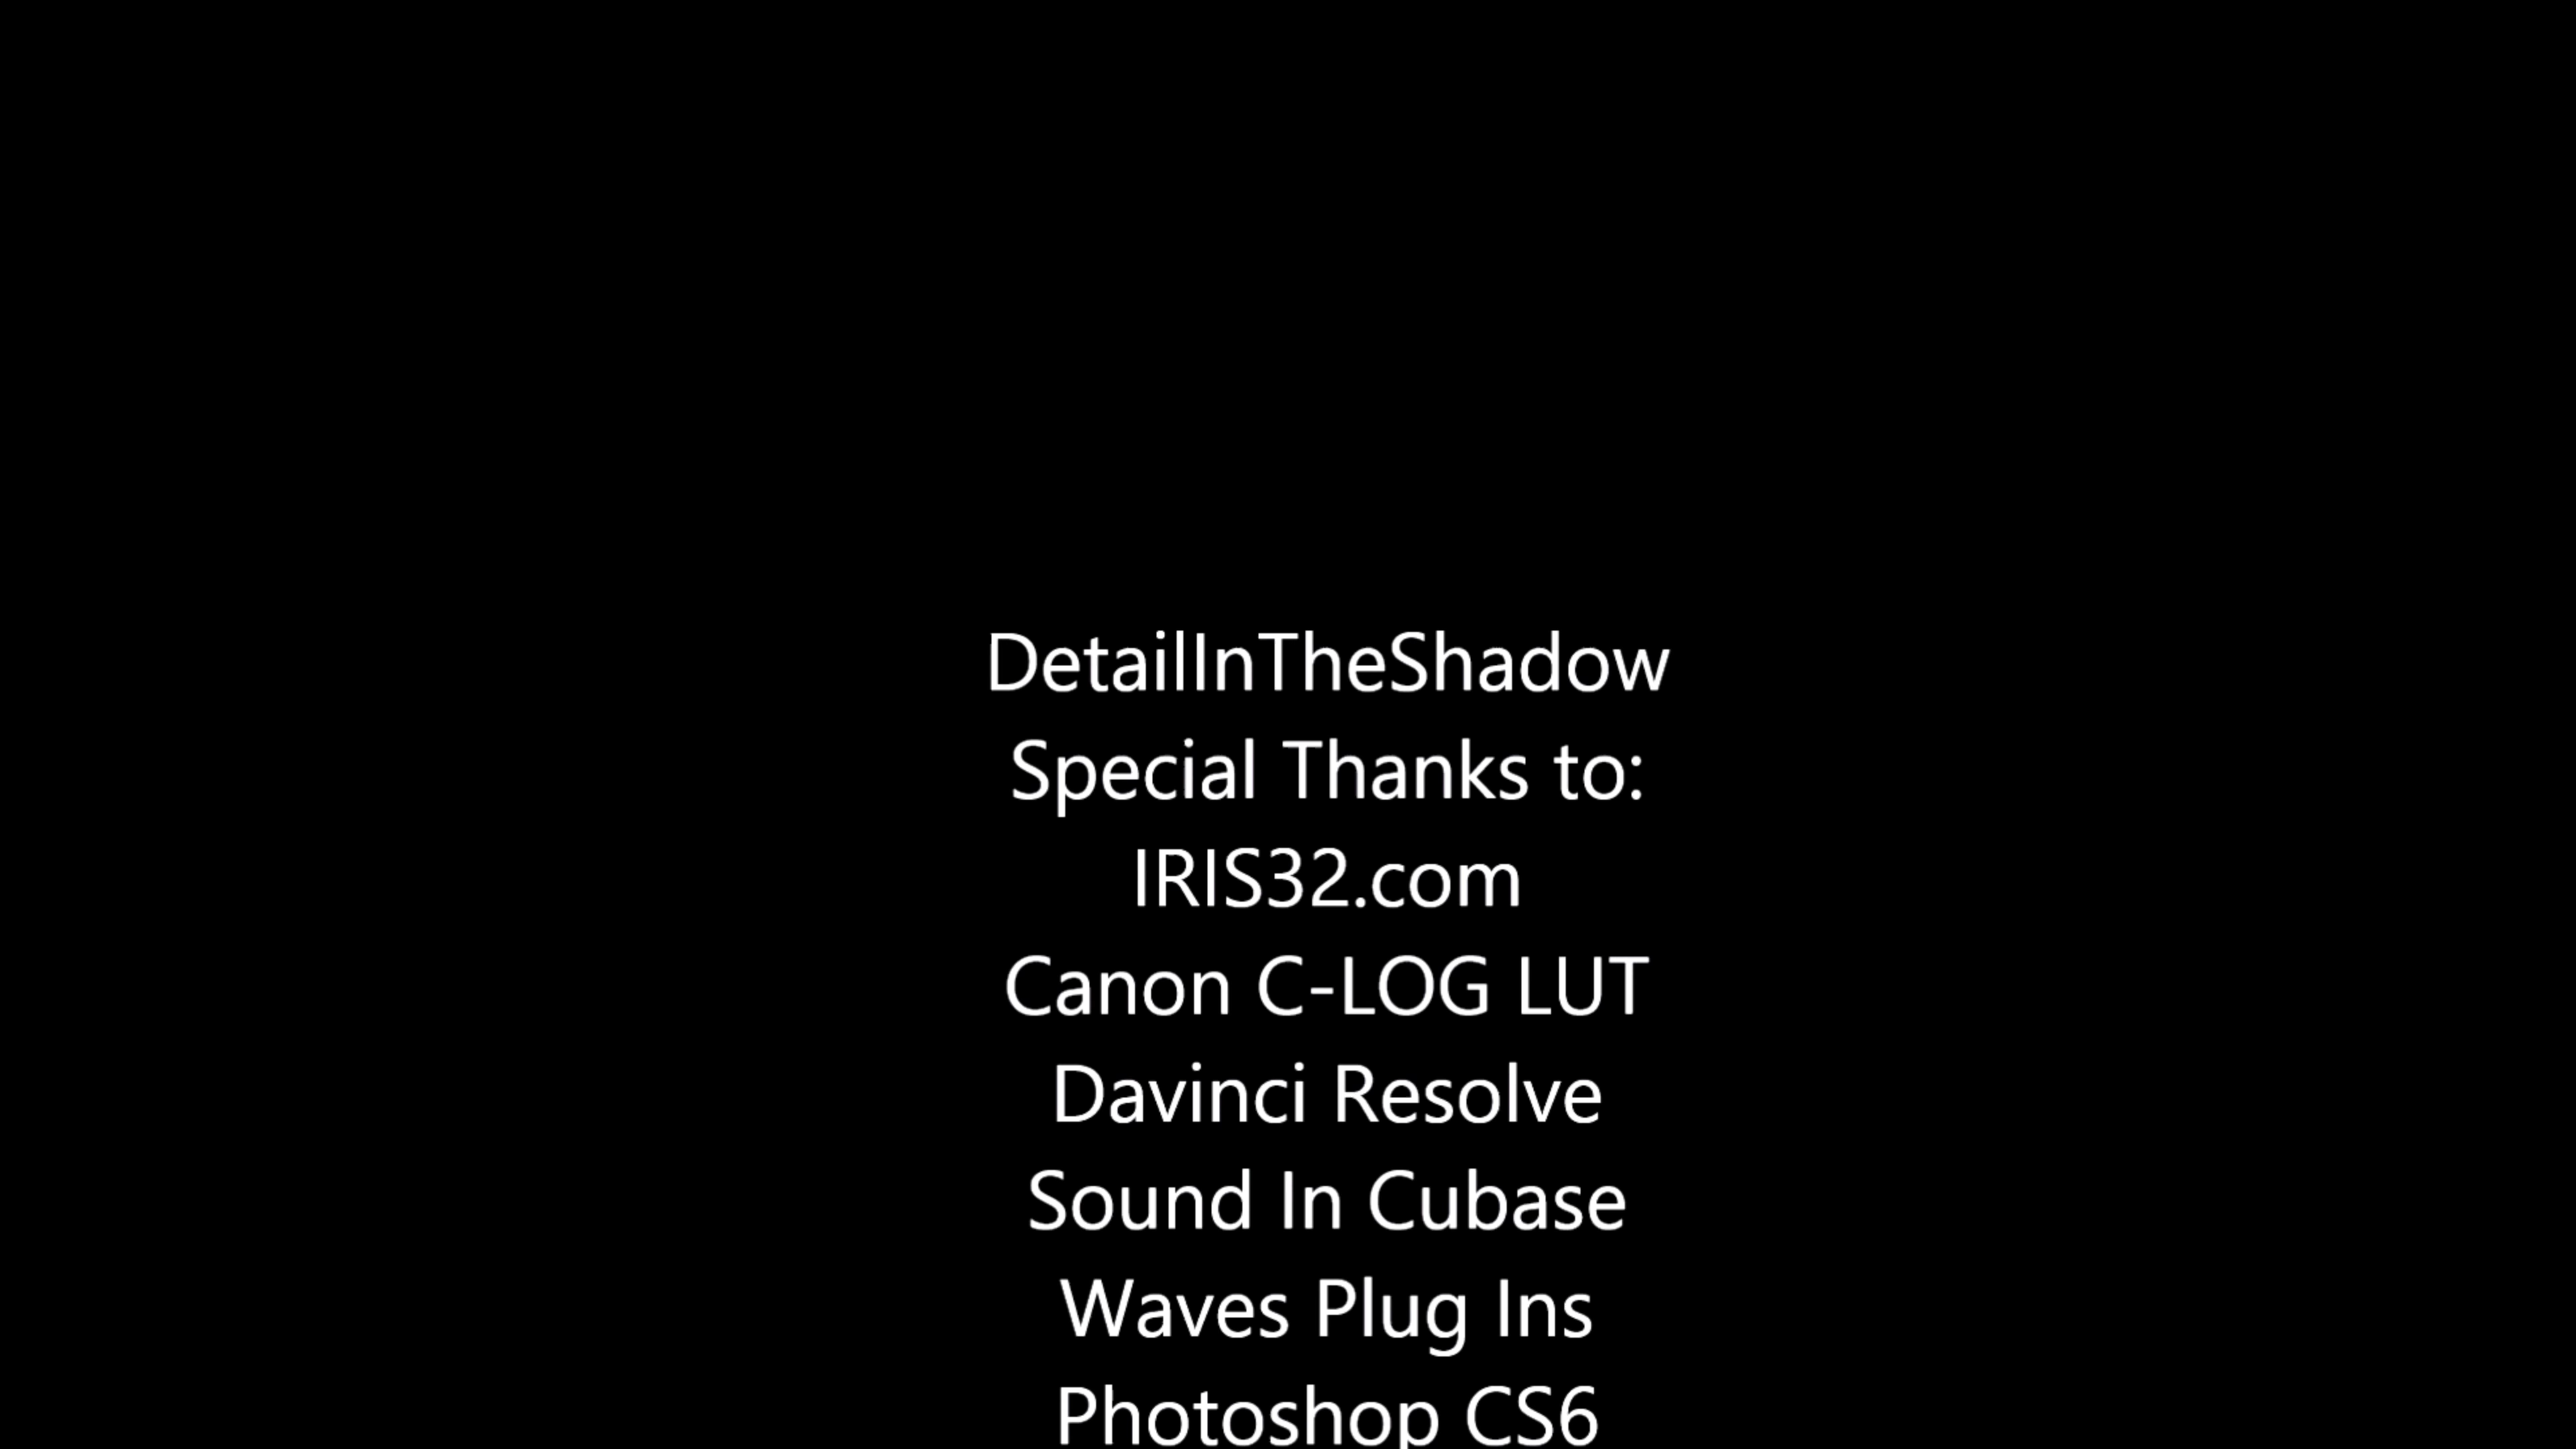 DetailInTheShadow
Special Thanks to:
IRIS32.com
Canon C-LOG LUT
Davinci Resolve
Sound In Cubase
Waves Plug Ins
Photoshop CS6